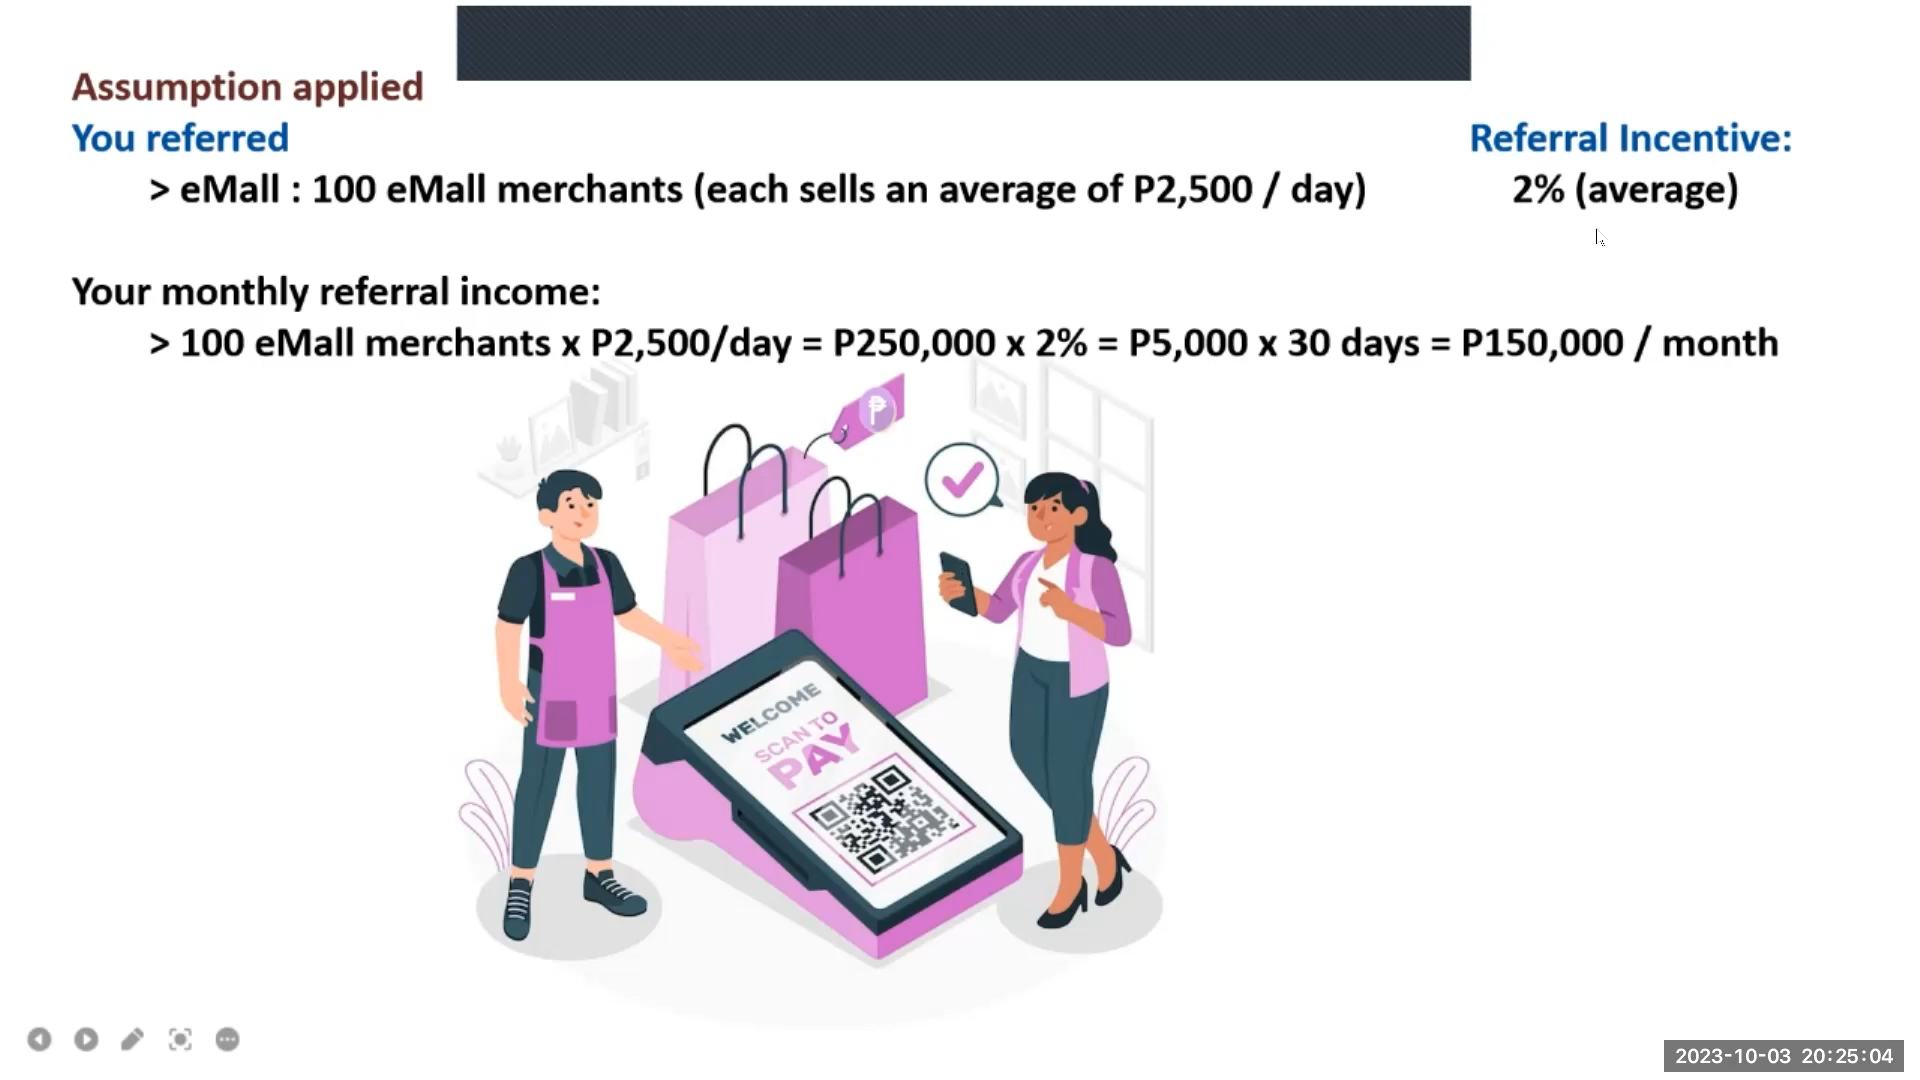 Assumption applied
You referred
Referral Incentive:
> eMall : 100 eMall merchants (each sells an average of P2,500 / day)
2% (average)
Your monthly referral income:
> 100 eMall merchants x P2,500/day = P250,000 x 2% = P5,000 x 30 days = P150,000 / month
₱
WELCOME
SCAN TO
PAY
2023-10-03 20:25:04